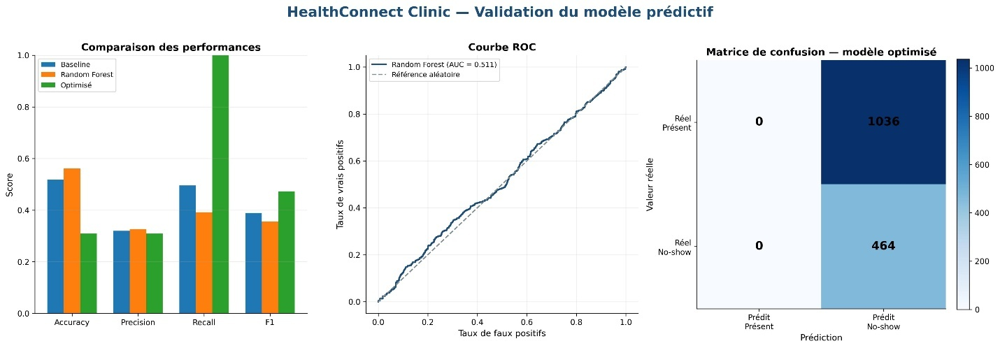 HealthConnect Clinic — Validation du modèle prédictif
Comparaison des performances
Baseline
Random Forest
Optimisé
1.0
0.8
0.6
0.4
0.2
0.0
Score
Accuracy
Precision
Recall
F1
Courbe ROC
Random Forest (AUC = 0.511)
Référence aléatoire
1.0
0.8
0.6
0.4
0.2
0.0
Taux de vrais positifs
0.0
0.2
0.4
0.6
0.8
1.0
Taux de faux positifs
Matrice de confusion — modèle optimisé
Valeur réelle
Réel
Présent
0
1036
Réel
No-show
0
464
Prédit
Présent
Prédit
No-show
Prédiction
1000
800
600
400
200
0